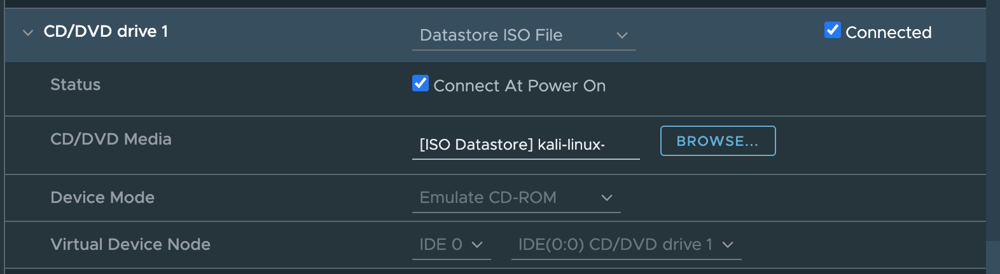 CD/DVD drive 1 Datastore ISO File Connected
Status Connect At Power On
CD/DVD Media [ISO Datastore] kali-linux- BROWSE...
Device Mode Emulate CD-ROM
Virtual Device Node IDE 0 IDE(0:0) CD/DVD drive 1